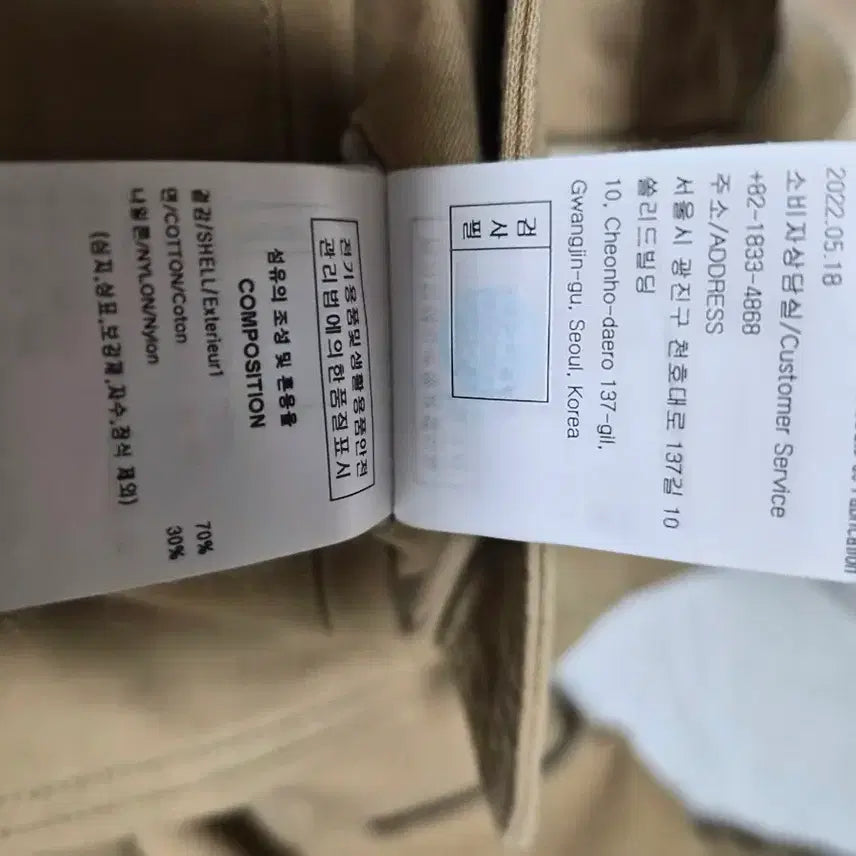 2022.05.18
소비자상담실/Customer Service
+82-1833-4868
주소/ADDRESS
서울시 광진구 천호대로 137길 10
쏠리드빌딩
10, Cheonho-daero 137-gil,
Gwangjin-gu, Seoul, Korea
검사필
전기용품및생활용품안전
관리법에의한품질표시
섬유의 조성 및 혼용율
COMPOSITION
겉감/SHELL/Exterieur1
면/COTTON/Coton 70%
나일론/NYLON/Nylon 30%
(심지,상표,보강제,자수,장식 제외)